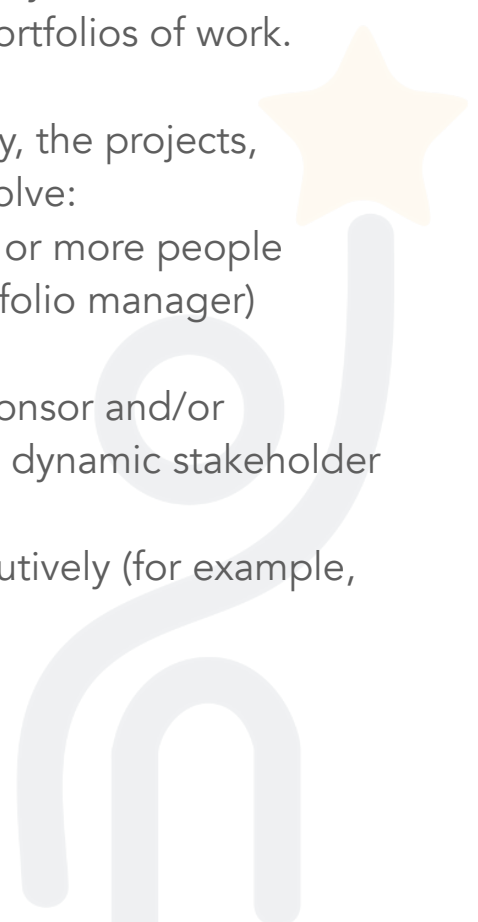 ortfolios of work.
y, the projects,
olve:
or more people
folio manager)
onsor and/or
dynamic stakeholder
utively (for example,